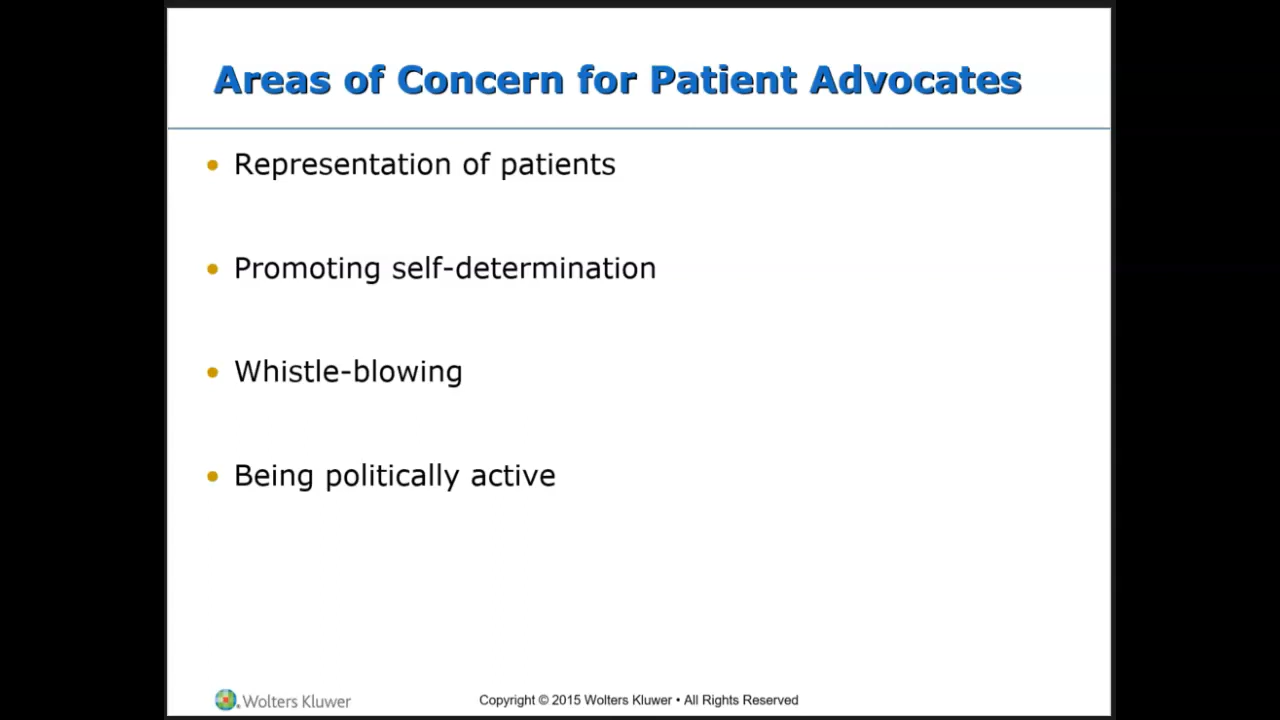 Areas of Concern for Patient Advocates
• Representation of patients
• Promoting self-determination
• Whistle-blowing
• Being politically active
Wolters Kluwer
Copyright © 2015 Wolters Kluwer • All Rights Reserved